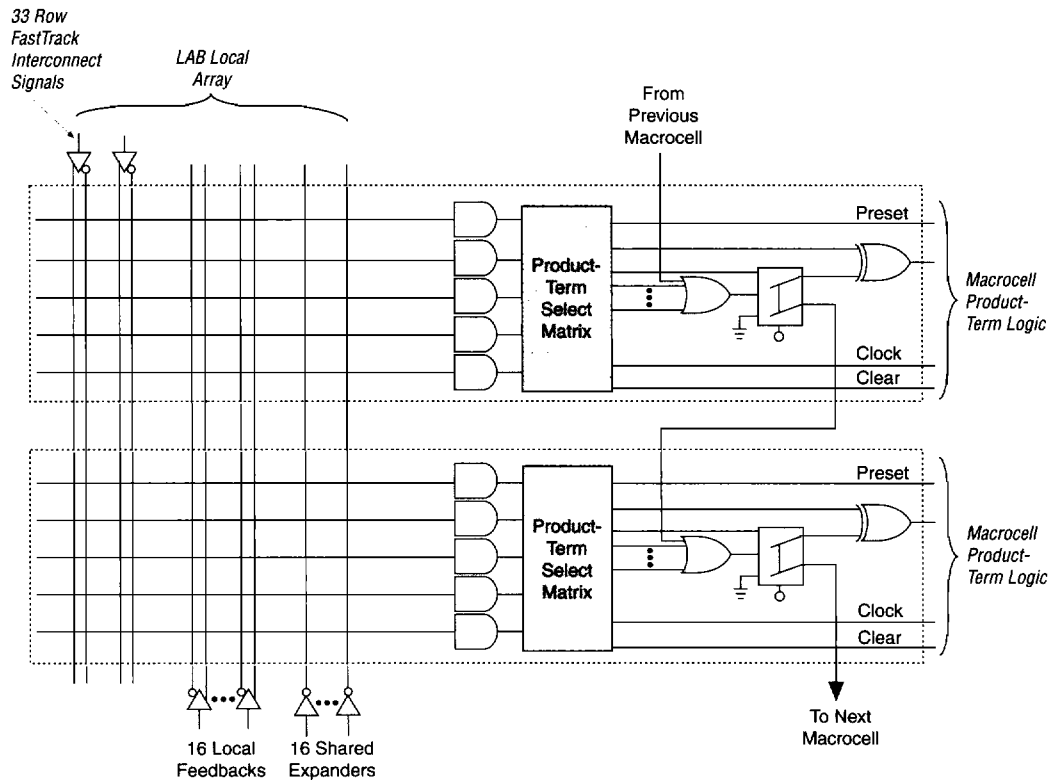 33 Row
FastTrack
Interconnect
Signals
LAB Local
Array
From
Previous
Macrocell
Preset
Product-
Term
Select
Matrix
Macrocell
Product-
Term Logic
Clock
Clear
Preset
Product-
Term
Select
Matrix
Macrocell
Product-
Term Logic
Clock
Clear
16 Local
Feedbacks
16 Shared
Expanders
To Next
Macrocell